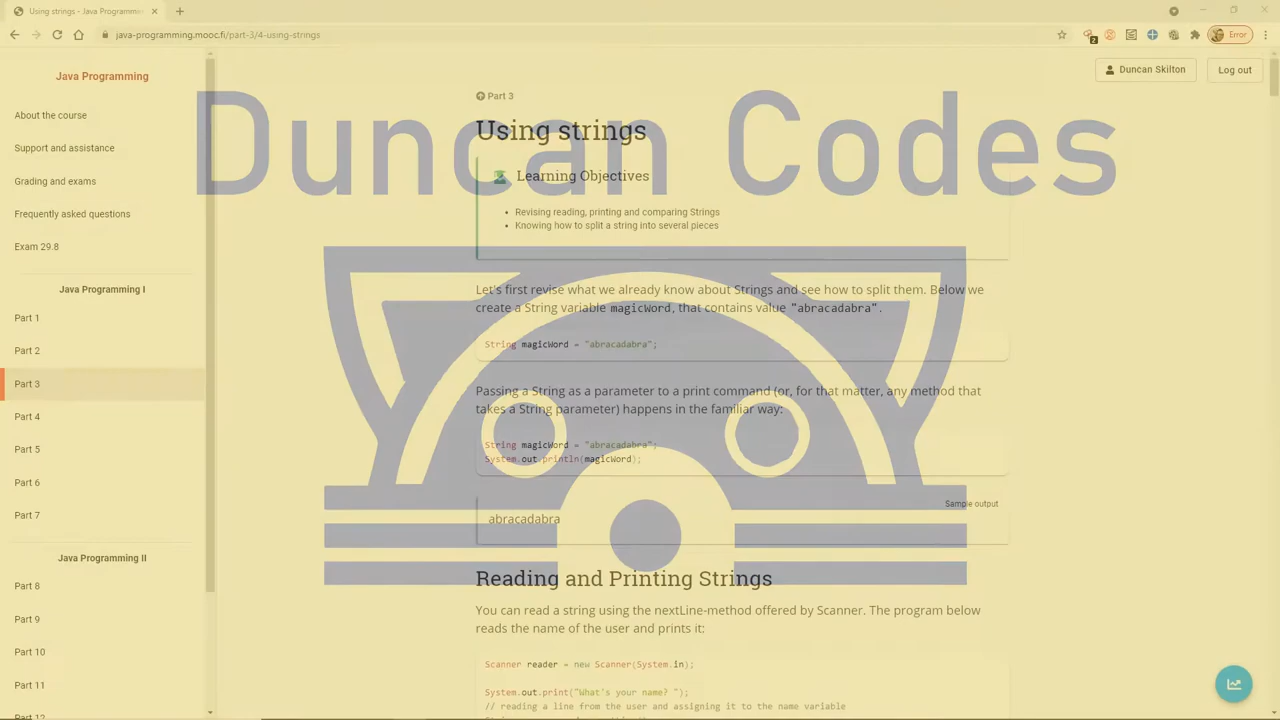 Using strings - Java Programmin
java-programming.mooc.fi/part-3/4-using-strings
2
Error
Java Programming
About the course
Support and assistance
Grading and exams
Frequently asked questions
Exam 29.8
Java Programming I
Part 1
Part 2
Part 3
Part 4
Part 5
Part 6
Part 7
Java Programming II
Part 8
Part 9
Part 10
Part 11
Part 12
Duncan Skilton
Log out
Duncan Codes
Part 3
Using strings
Learning Objectives
• Revising reading, printing and comparing Strings
• Knowing how to split a string into several pieces
Let's first revise what we already know about Strings and see how to split them. Below we
create a String variable magicWord, that contains value "abracadabra".
String magicWord = "abracadabra";
Passing a String as a parameter to a print command (or, for that matter, any method that
takes a String parameter) happens in the familiar way:
String magicWord = "abracadabra";
System.out.println(magicWord);
Sample output
abracadabra
Reading and Printing Strings
You can read a string using the nextLine-method offered by Scanner. The program below
reads the name of the user and prints it:
Scanner reader = new Scanner(System.in);
System.out.print("What's your name? ");
// reading a line from the user and assigning it to the name variable